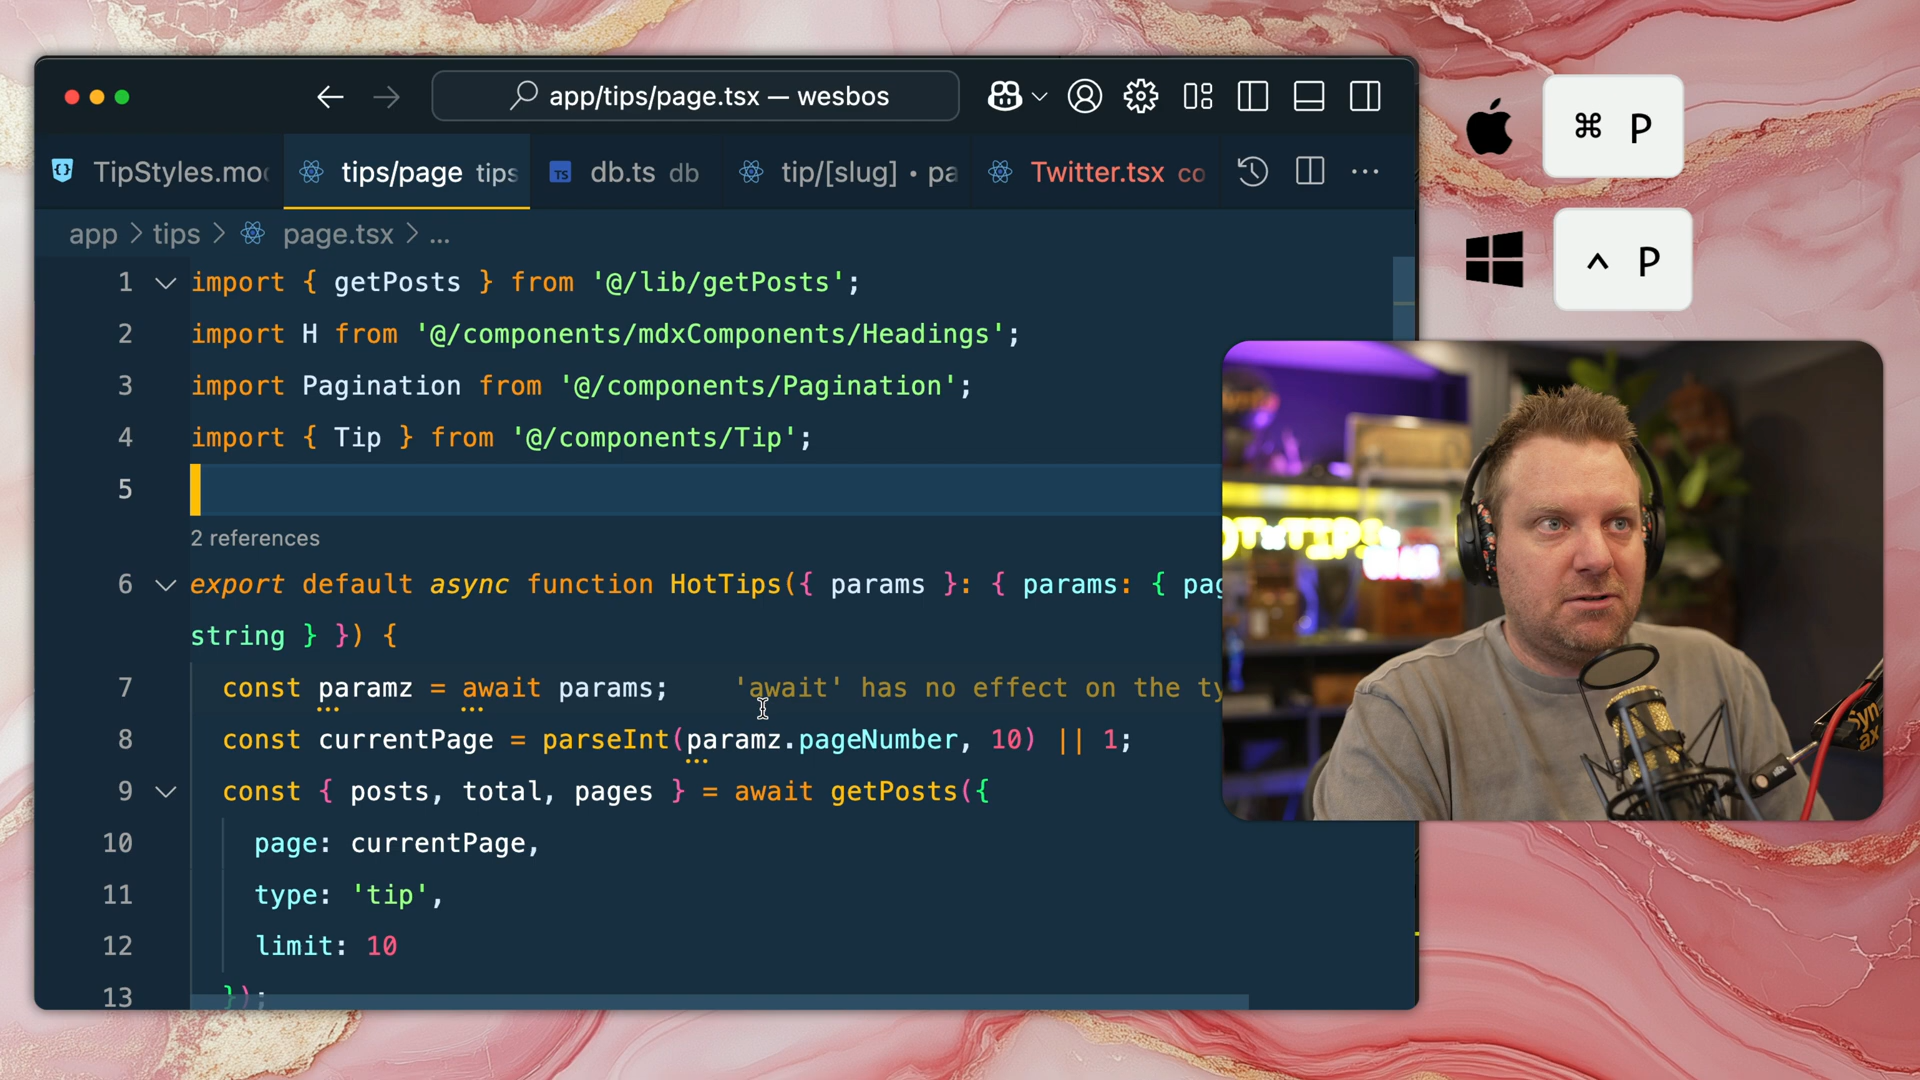 app/tips/page.tsx — wesbos
TipStyles.mo
tips/page tips
TS db.ts db
tip/[slug] • pa
Twitter.tsx co
app > tips > page.tsx > ...
1 import { getPosts } from '@/lib/getPosts';
2 import H from '@/components/mdxComponents/Headings';
3 import Pagination from '@/components/Pagination';
4 import { Tip } from '@/components/Tip';
5
2 references
6 export default async function HotTips({ params }: { params: { pag
string } }) {
7 const paramz = await params; 'await' has no effect on the ty
8 const currentPage = parseInt(paramz.pageNumber, 10) || 1;
9 const { posts, total, pages } = await getPosts({
10 page: currentPage,
11 type: 'tip',
12 limit: 10
13 });
⌘ P
^ P
Syn-
ax